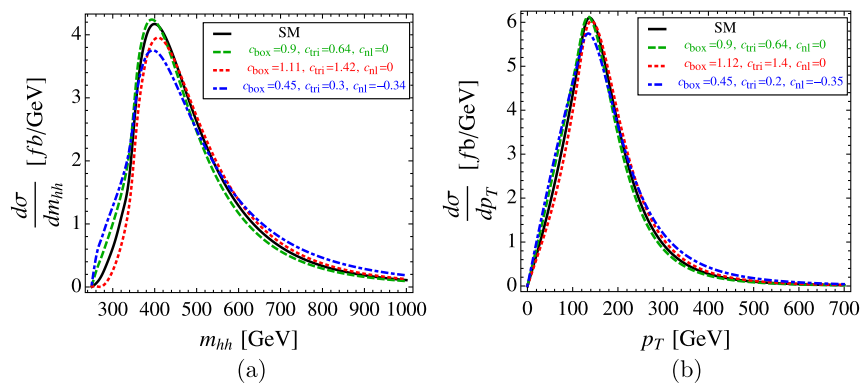 SM
c_box=0.9, c_tri=0.64, c_nl=0
c_box=1.11, c_tri=1.42, c_nl=0
c_box=0.45, c_tri=0.3, c_nl=−0.34
4
3
2
1
0
dσ
dm_hh
[fb/GeV]
300 400 500 600 700 800 900 1000
m_hh [GeV]
(a)
SM
c_box=0.9, c_tri=0.64, c_nl=0
c_box=1.12, c_tri=1.4, c_nl=0
c_box=0.45, c_tri=0.2, c_nl=−0.35
6
5
4
3
2
1
0
dσ
dp_T
[fb/GeV]
0 100 200 300 400 500 600 700
p_T [GeV]
(b)